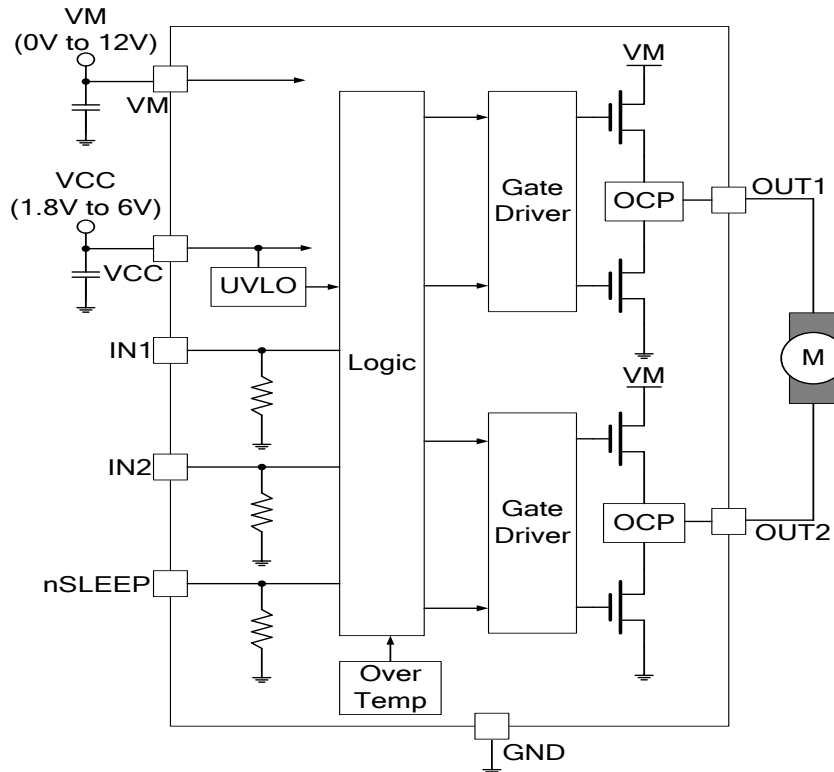 VM
(0V to 12V)
VM
VCC
(1.8V to 6V)
VCC
UVLO
IN1
IN2
nSLEEP
Logic
Over
Temp
Gate
Driver
VM
OCP
OUT1
M
Gate
Driver
VM
OCP
OUT2
GND